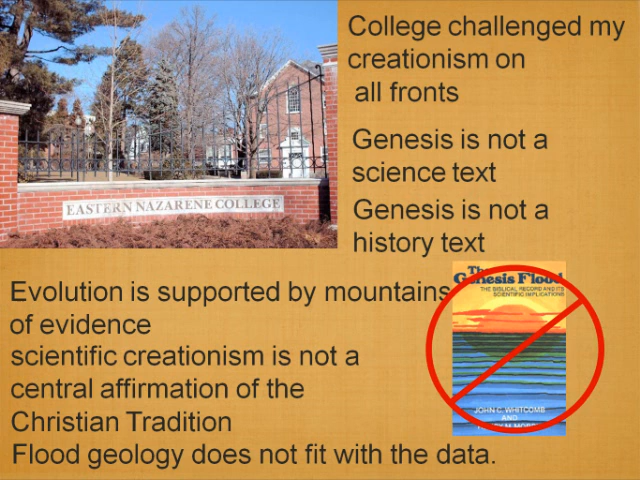 College challenged my
creationism on
all fronts
Genesis is not a
science text
Genesis is not a
history text
EASTERN NAZARENE COLLEGE
Evolution is supported by mountains
of evidence
scientific creationism is not a
central affirmation of the
Christian Tradition
Flood geology does not fit with the data.
The
Genesis Flood
THE BIBLICAL RECORD AND ITS
SCIENTIFIC IMPLICATIONS
JOHN C. WHITCOMB
AND